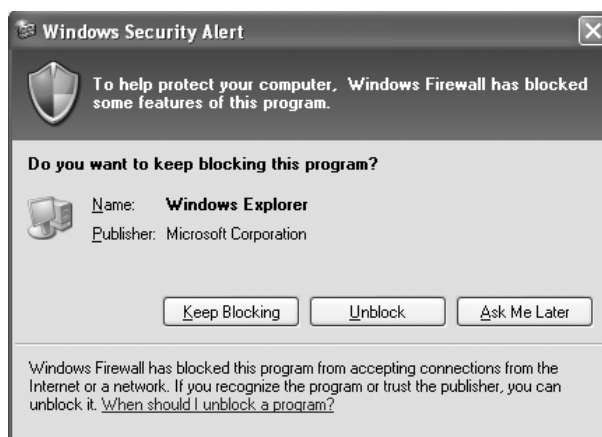 Windows Security Alert
To help protect your computer, Windows Firewall has blocked
some features of this program.
Do you want to keep blocking this program?
Name: Windows Explorer
Publisher: Microsoft Corporation
Keep Blocking Unblock Ask Me Later
Windows Firewall has blocked this program from accepting connections from the
Internet or a network. If you recognize the program or trust the publisher, you can
unblock it. When should I unblock a program?